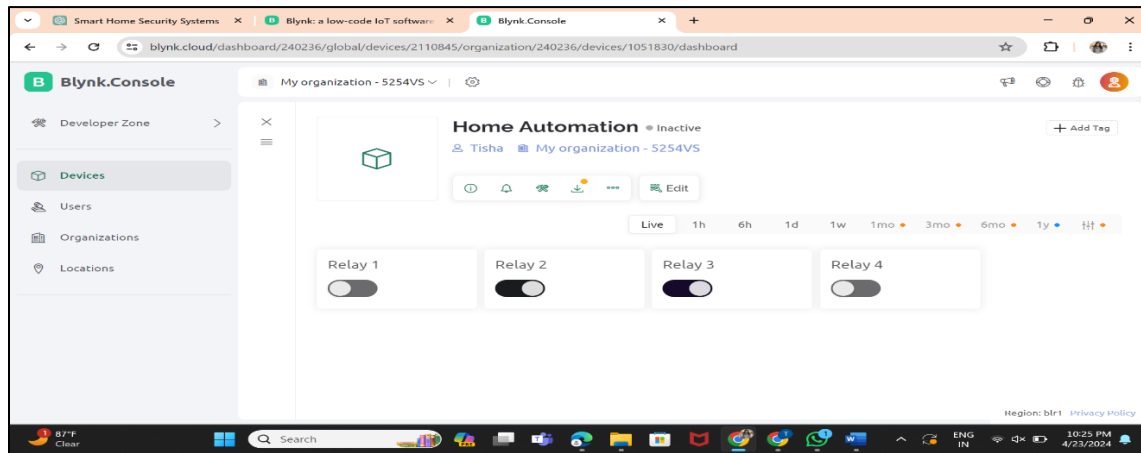 Smart Home Security Systems
Blynk: a low-code IoT software
Blynk.Console
blynk.cloud/dashboard/240236/global/devices/2110845/organization/240236/devices/1051830/dashboard
B Blynk.Console
My organization - 5254VS
Developer Zone
Devices
Users
Organizations
Locations
Home Automation Inactive
Tisha My organization - 5254VS
+ Add Tag
Edit
Live 1h 6h 1d 1w 1mo 3mo 6mo 1y
Relay 1 Relay 2 Relay 3 Relay 4
Region: blr1 Privacy Policy
1 87°F
Clear
Search
ENG
IN
10:25 PM
4/23/2024